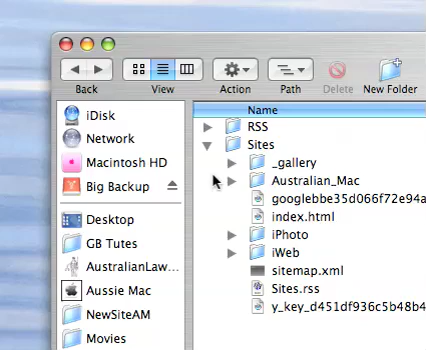 Back
View
Action
Path
Delete
New Folder
iDisk
Network
Macintosh HD
Big Backup
Desktop
GB Tutes
AustralianLaw...
Aussie Mac
NewSiteAM
Movies
Name
RSS
Sites
_gallery
Australian_Mac
googlebbe35d066f72e94a
index.html
iPhoto
iWeb
sitemap.xml
Sites.rss
y_key_d451df936c5b48b4